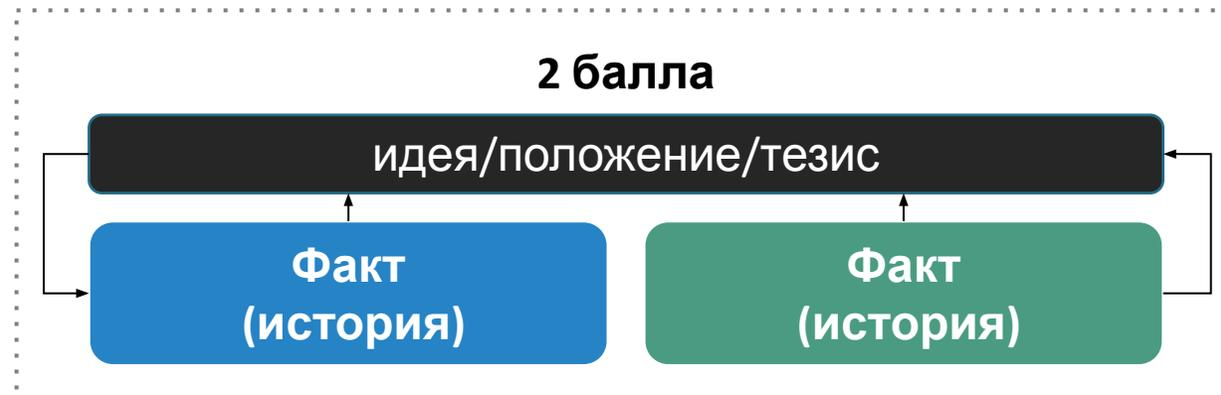 2 балла
идея/положение/тезис
Факт
(история)
Факт
(история)